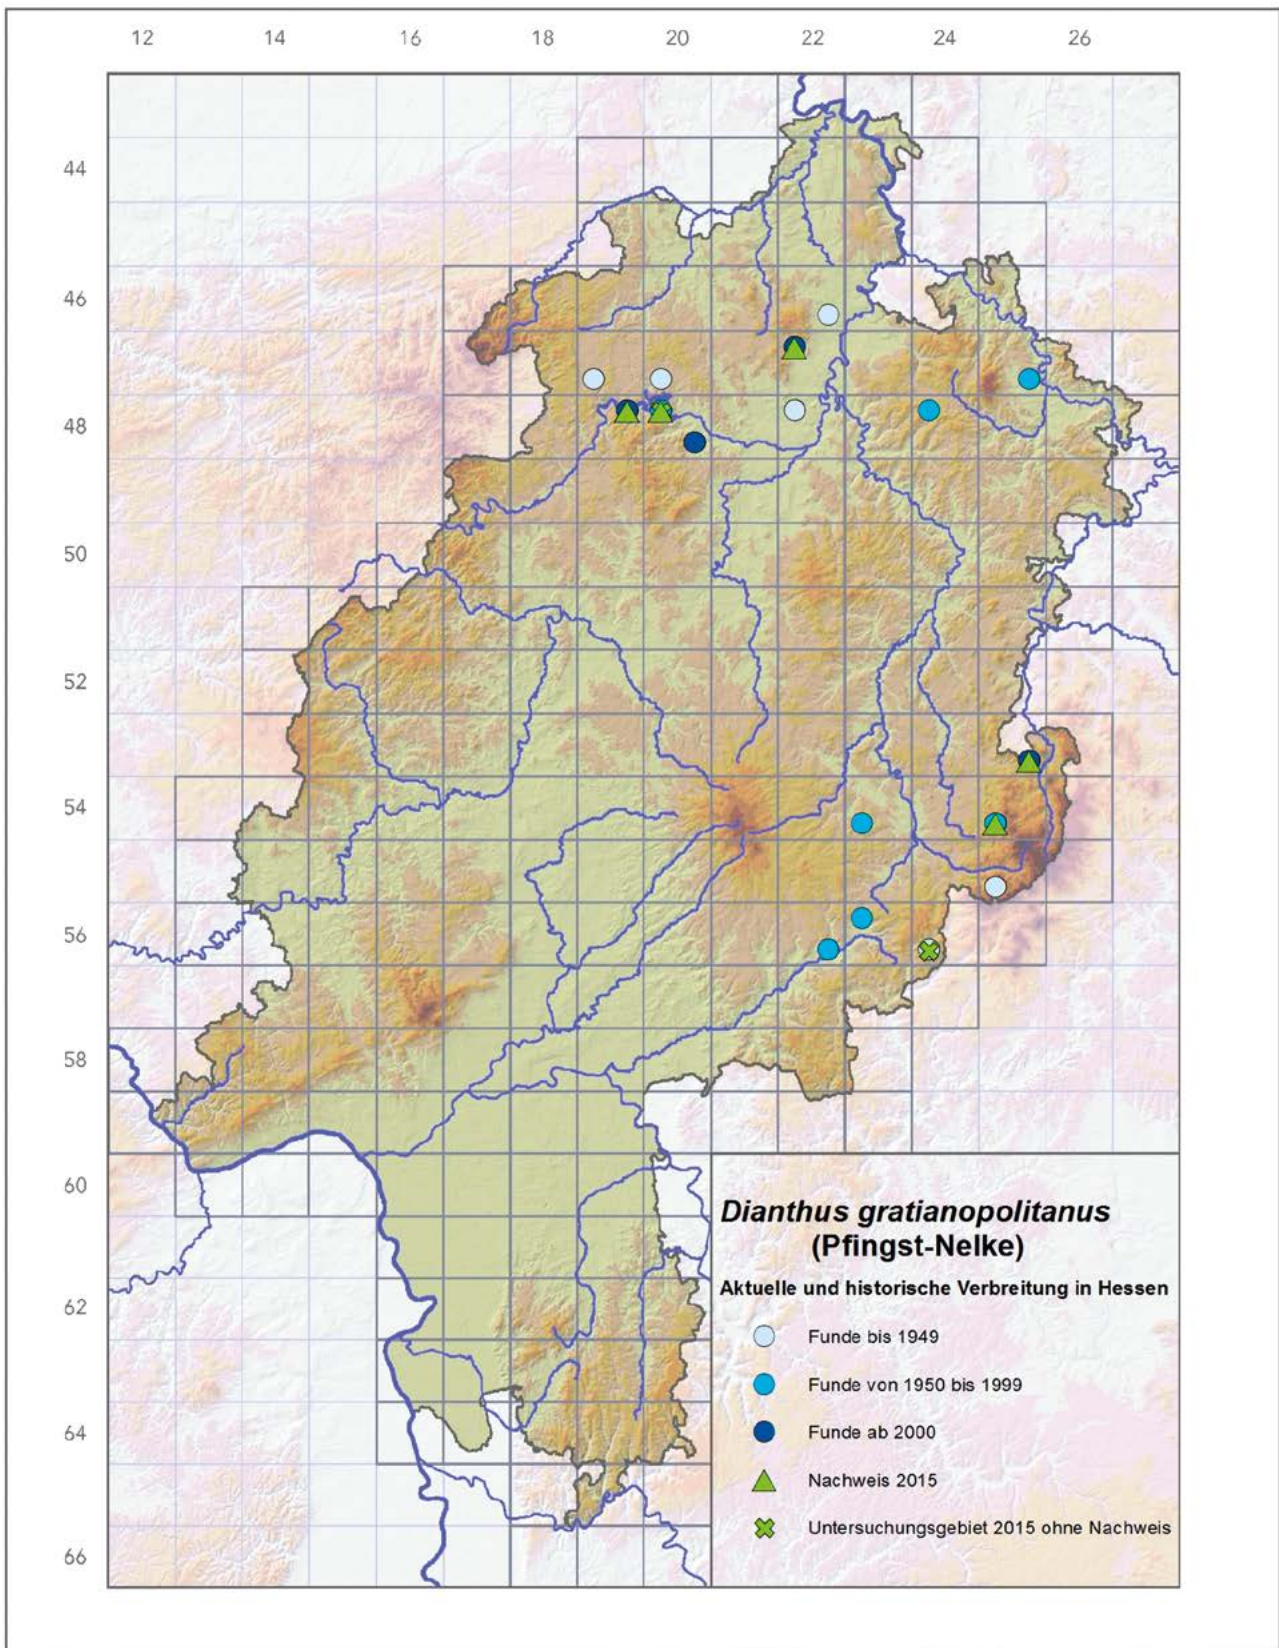 12 14 16 18 20 22 24 26
44
46
48
50
52
54
56
58
60
62
64
66
Dianthus gratianopolitanus
(Pfingst-Nelke)
Aktuelle und historische Verbreitung in Hessen
Funde bis 1949
Funde von 1950 bis 1999
Funde ab 2000
Nachweis 2015
Untersuchungsgebiet 2015 ohne Nachweis